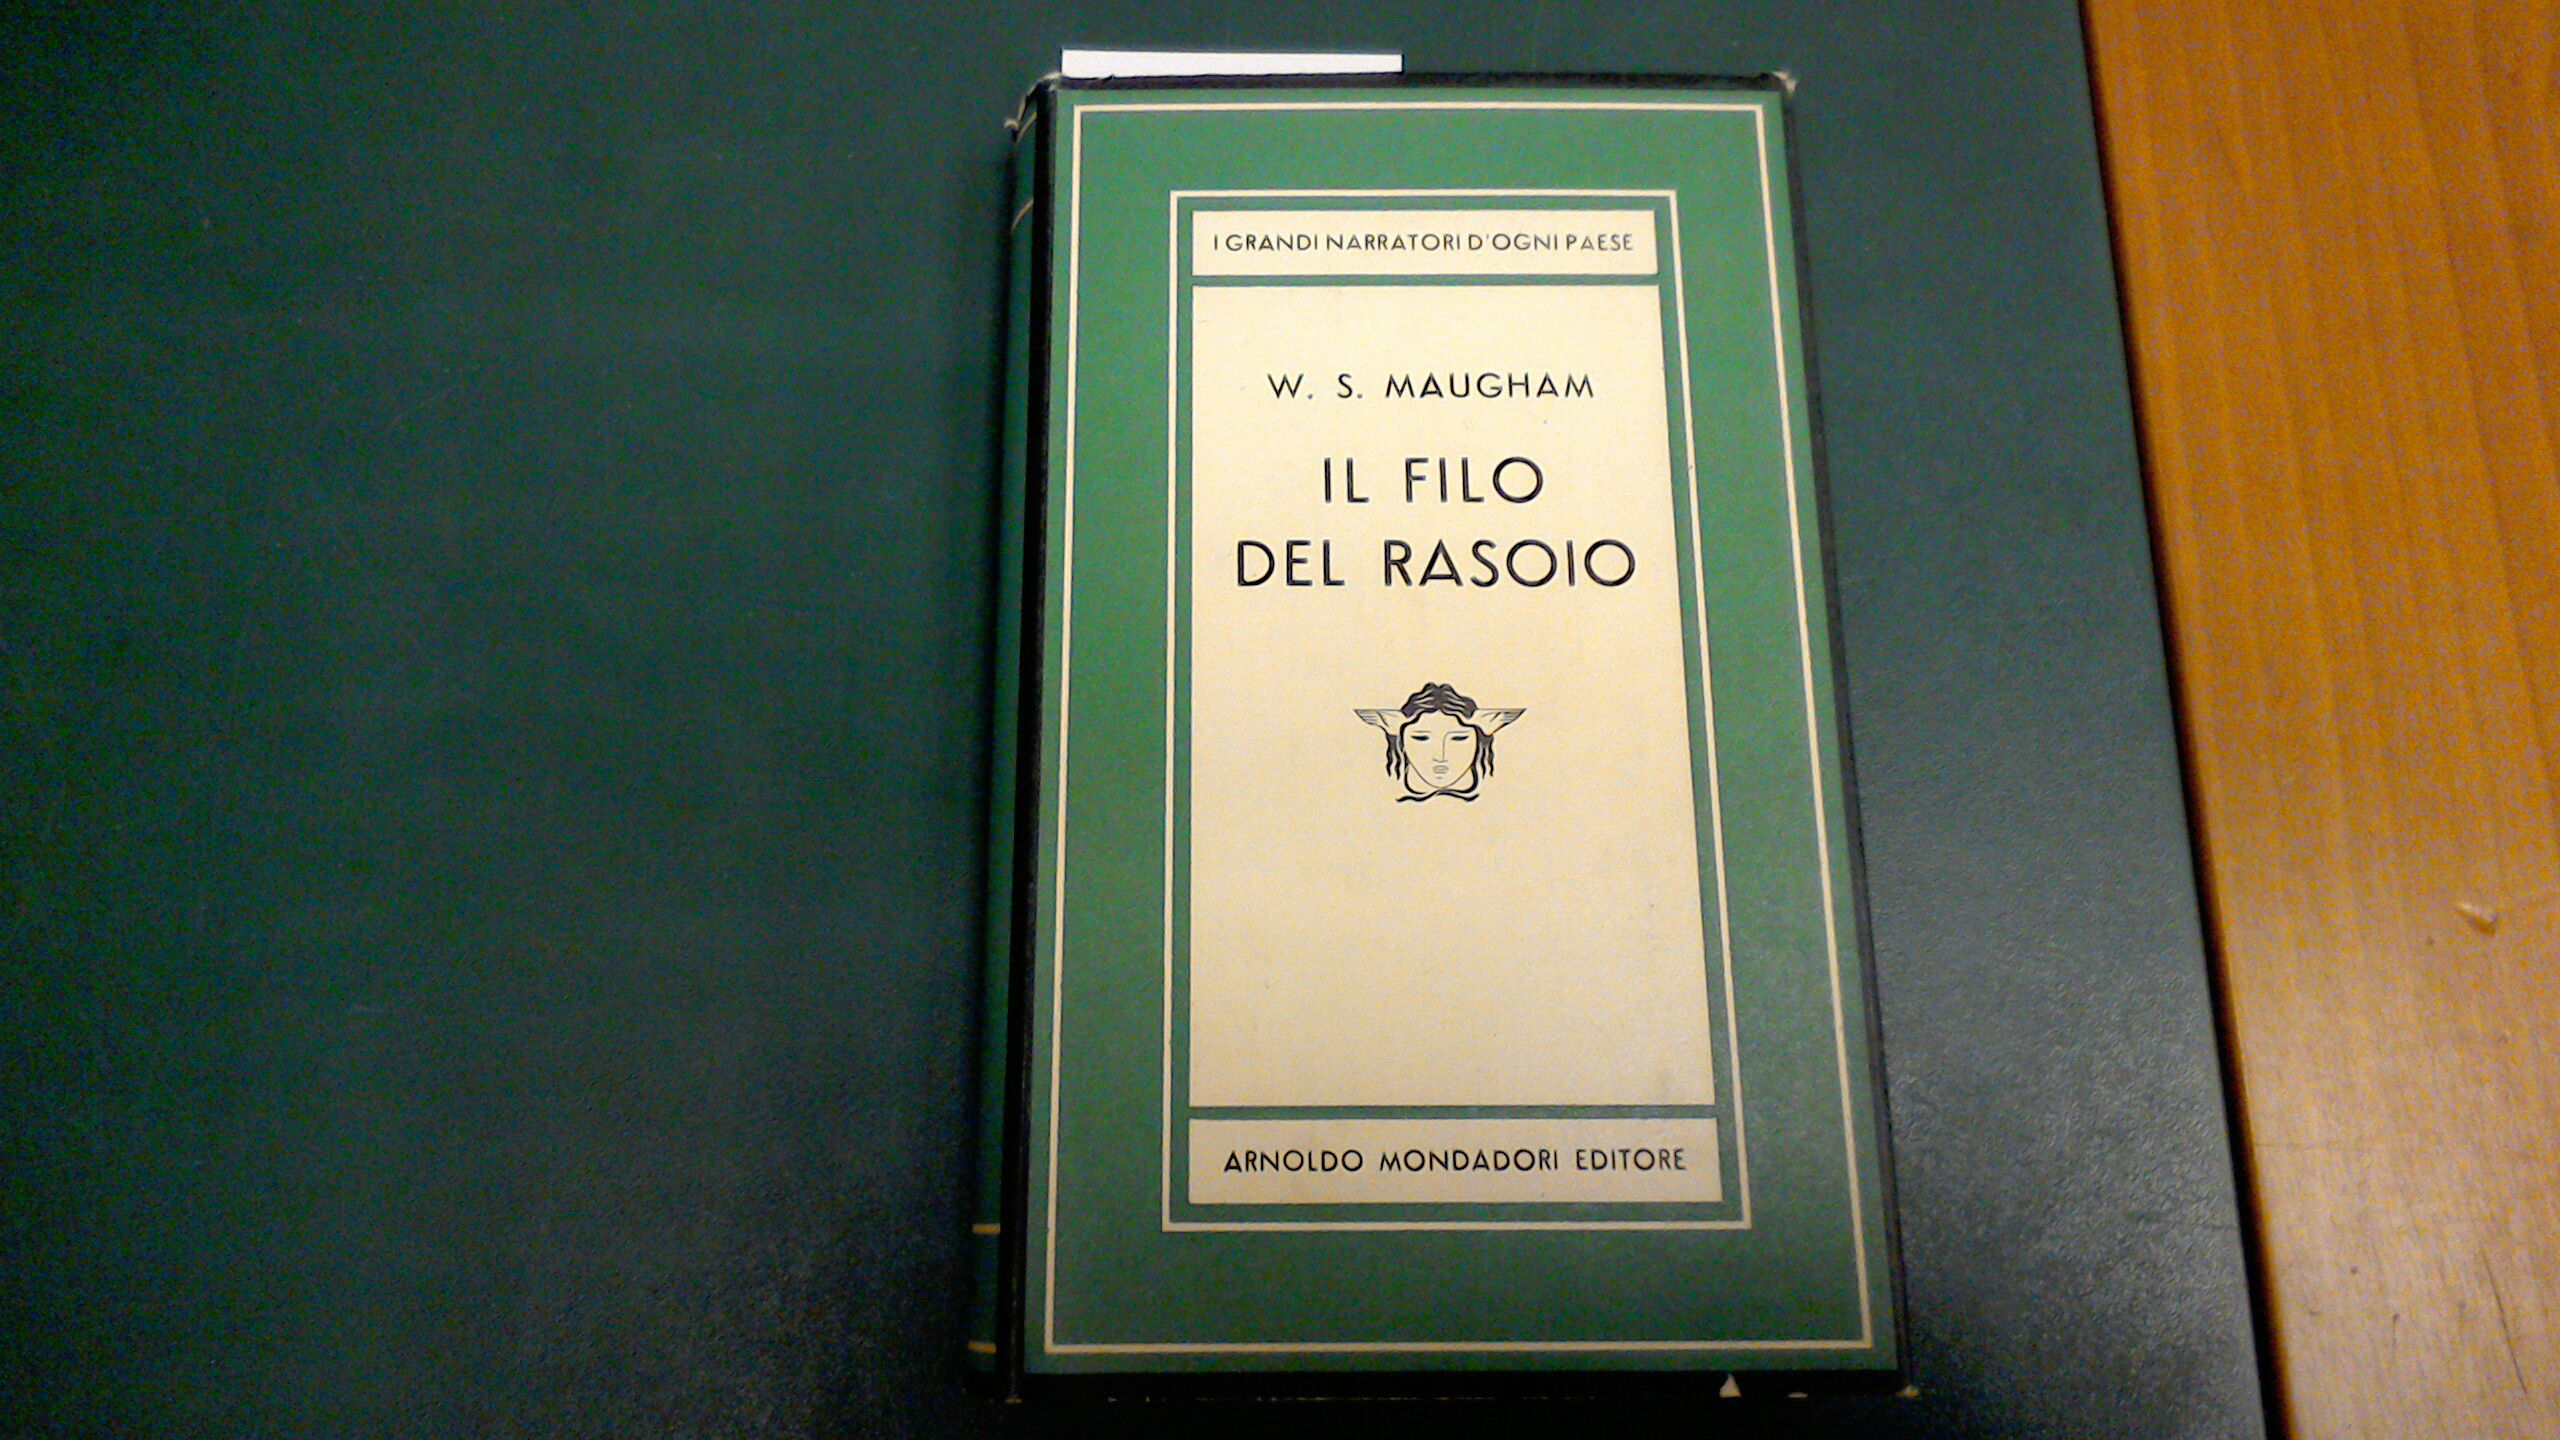 I GRANDI NARRATORI D'OGNI PAESE
W. S. MAUGHAM
IL FILO
DEL RASOIO
ARNOLDO MONDADORI EDITORE